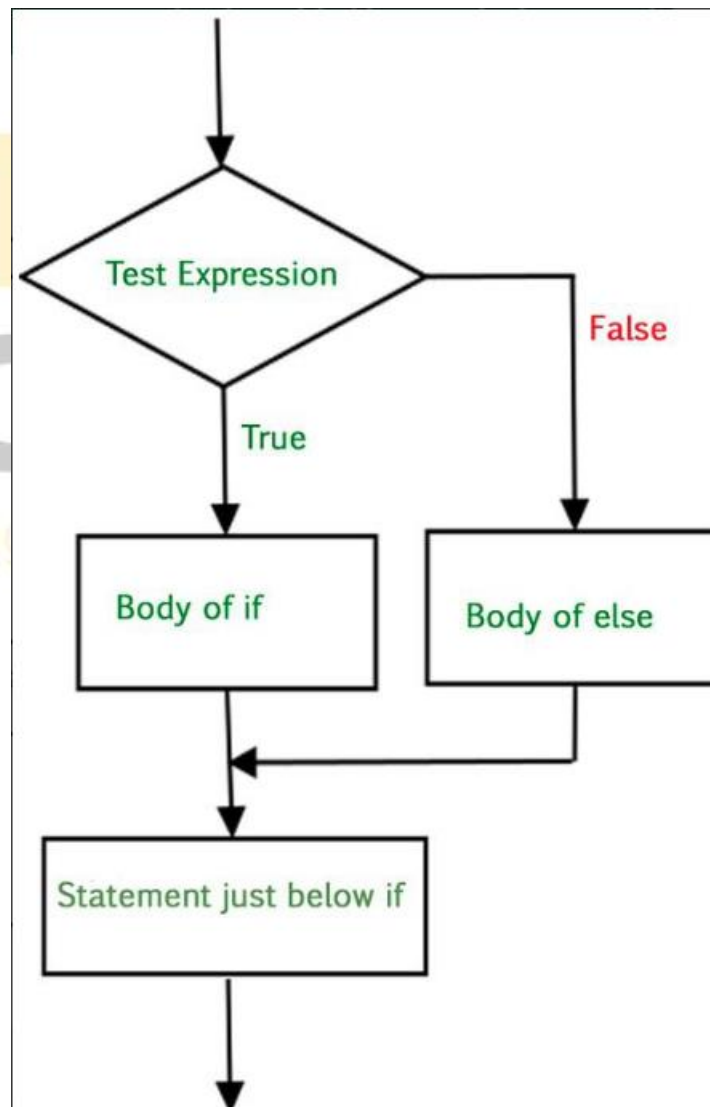 Test Expression
False
True
Body of if
Body of else
Statement just below if